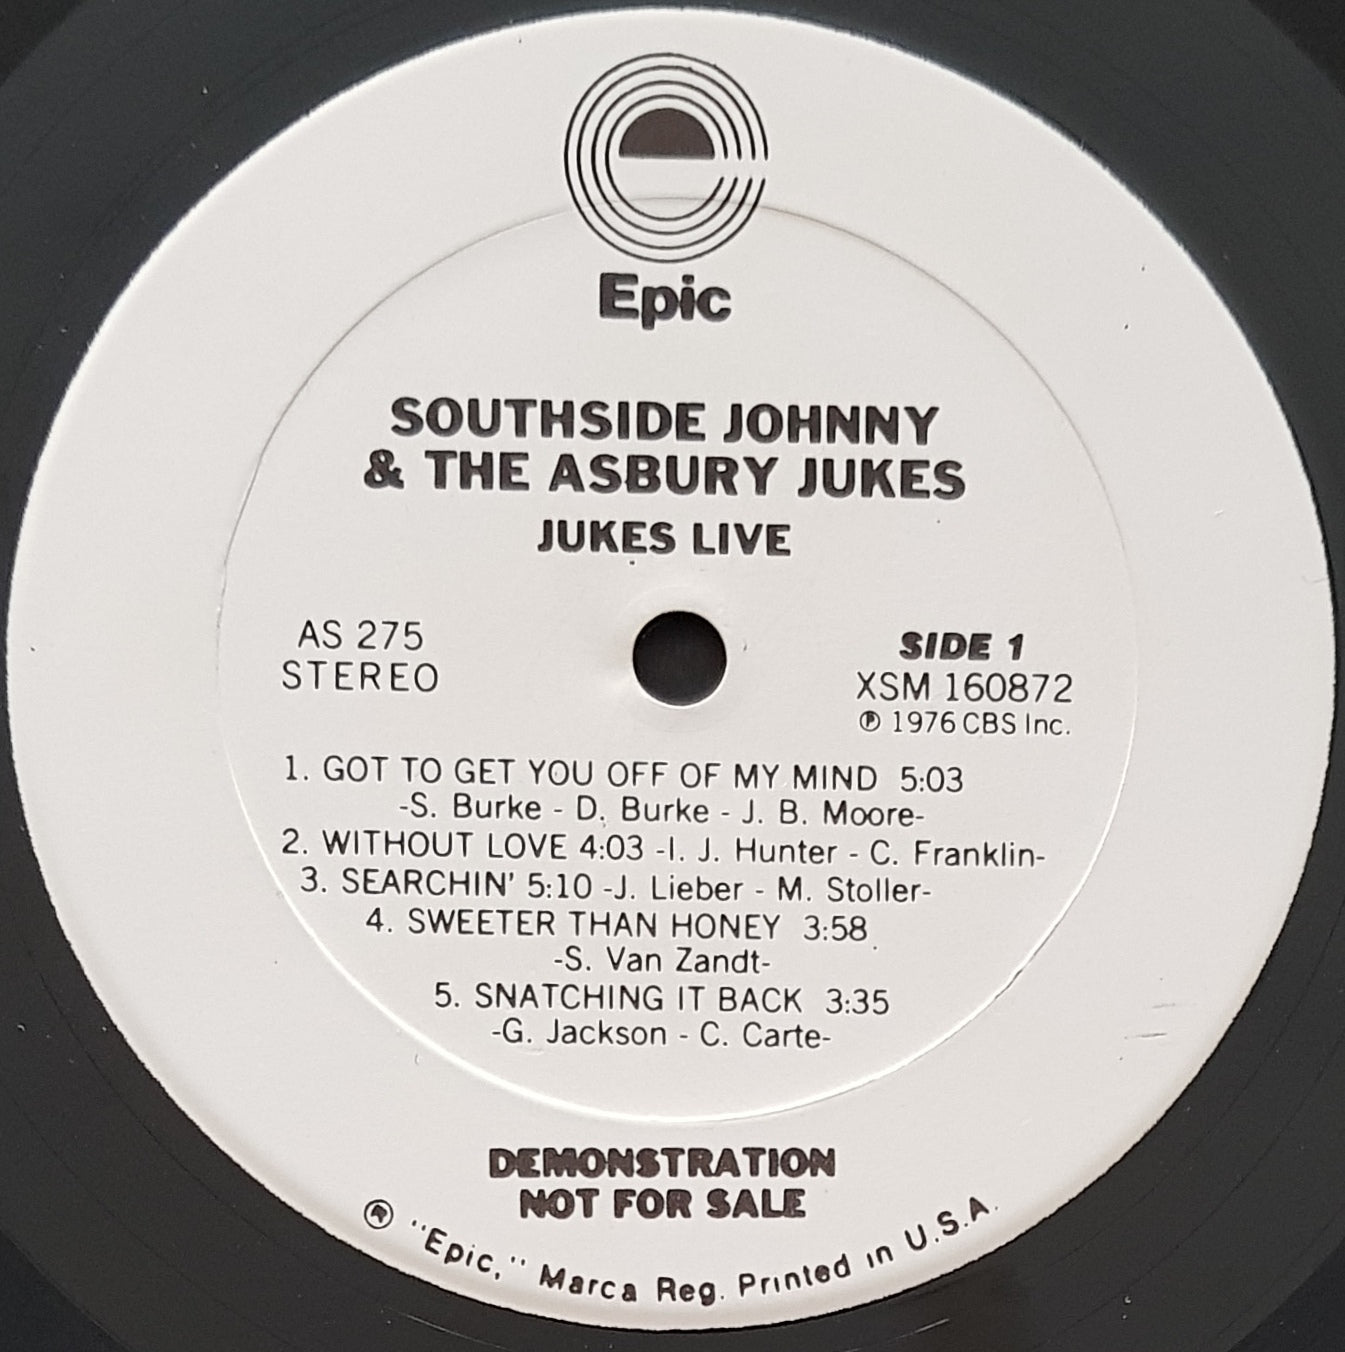 Epic
SOUTHSIDE JOHNNY
& THE ASBURY JUKES
JUKES LIVE
AS 275
STEREO
SIDE 1
XSM 160872
℗ 1976 CBS Inc.
1. GOT TO GET YOU OFF OF MY MIND 5:03
-S. Burke - D. Burke - J. B. Moore-
2. WITHOUT LOVE 4:03 -I. J. Hunter - C. Franklin-
3. SEARCHIN' 5:10 -J. Lieber - M. Stoller-
4. SWEETER THAN HONEY 3:58
-S. Van Zandt-
5. SNATCHING IT BACK 3:35
-G. Jackson - C. Carte-
DEMONSTRATION
NOT FOR SALE
® "Epic," Marca Reg. Printed in U.S.A.